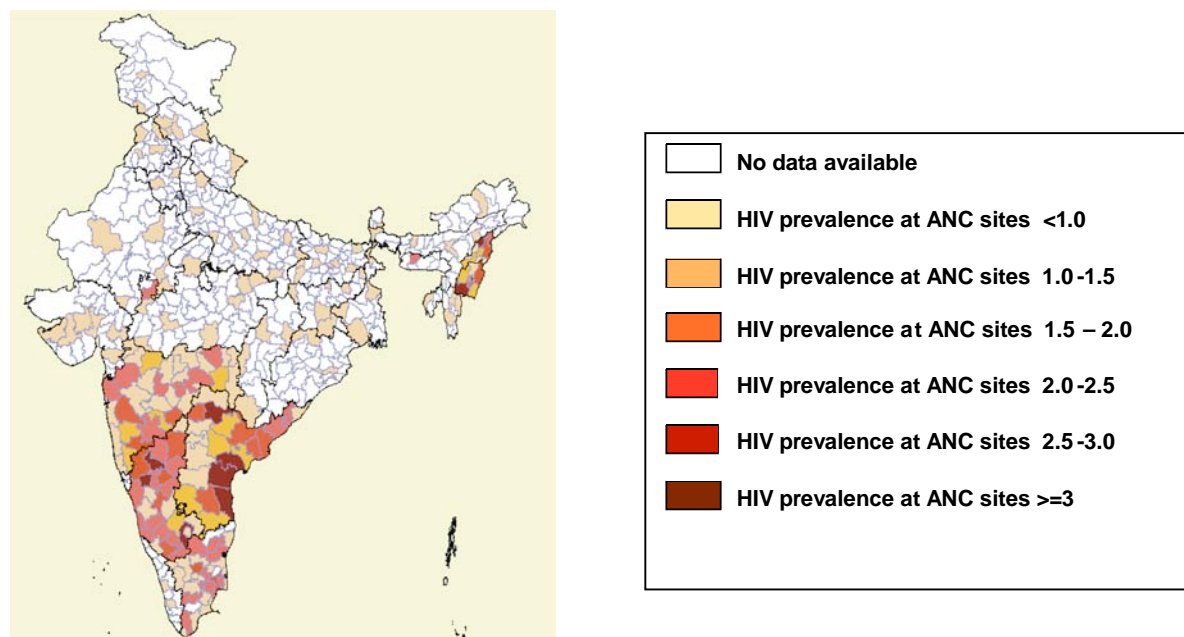 No data available
HIV prevalence at ANC sites <1.0
HIV prevalence at ANC sites 1.0-1.5
HIV prevalence at ANC sites 1.5 – 2.0
HIV prevalence at ANC sites 2.0-2.5
HIV prevalence at ANC sites 2.5-3.0
HIV prevalence at ANC sites >=3